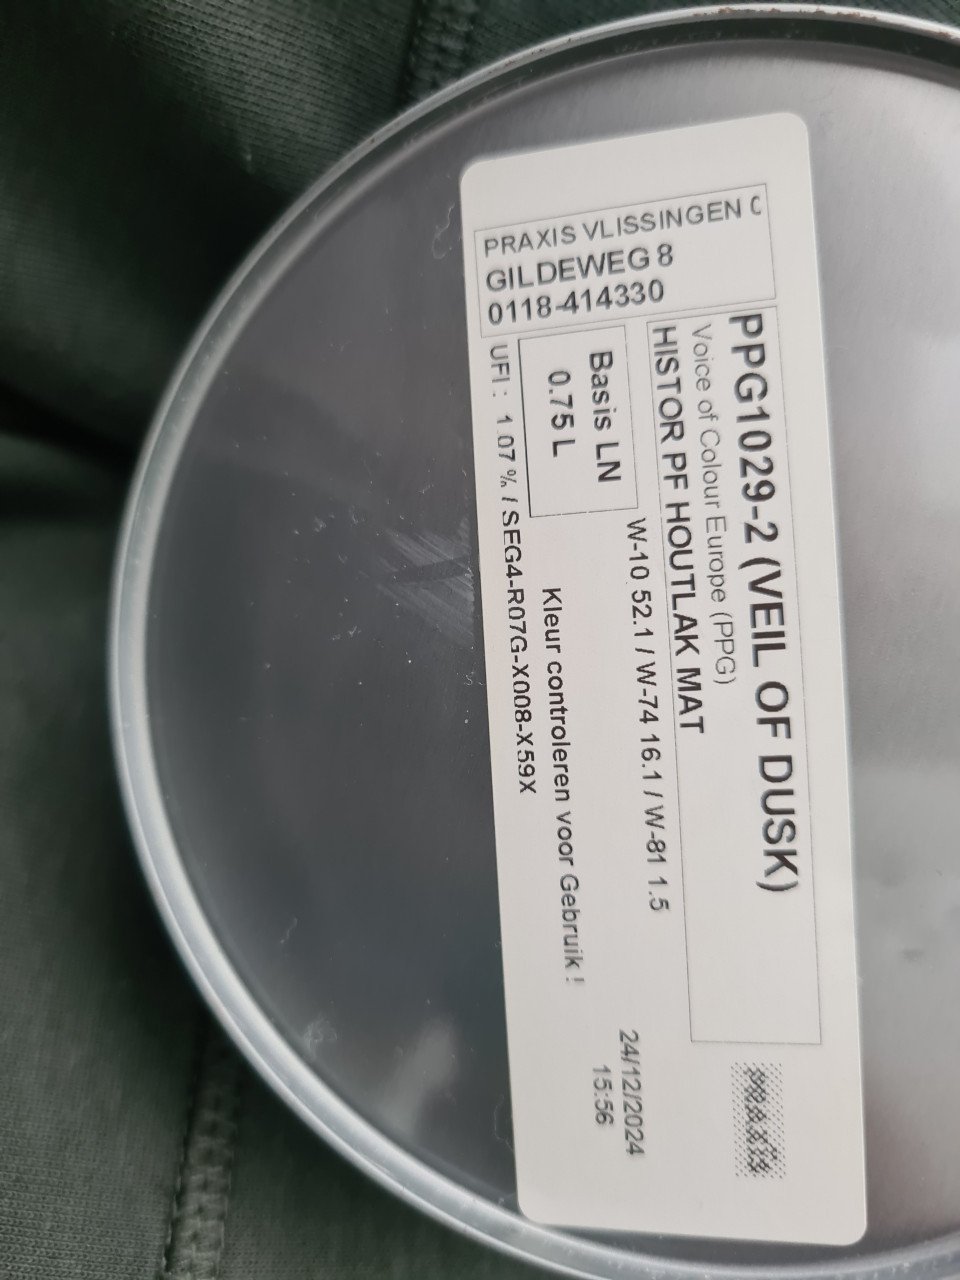 PRAXIS VLISSINGEN
GILDEWEG 8
0118-414330
PPG1029-2 (VEIL OF DUSK)
Voice of Colour Europe (PPG)
HISTOR PF HOUTLAK MAT
W-10 52.1 / W-74 16.1 / W-81 1.5
Basis LN
0.75 L
Kleur controleren voor Gebruik !
UFI : 1.07 % / SEG4-R07G-X008-X59X
24/12/2024
15:56
PRAXIS